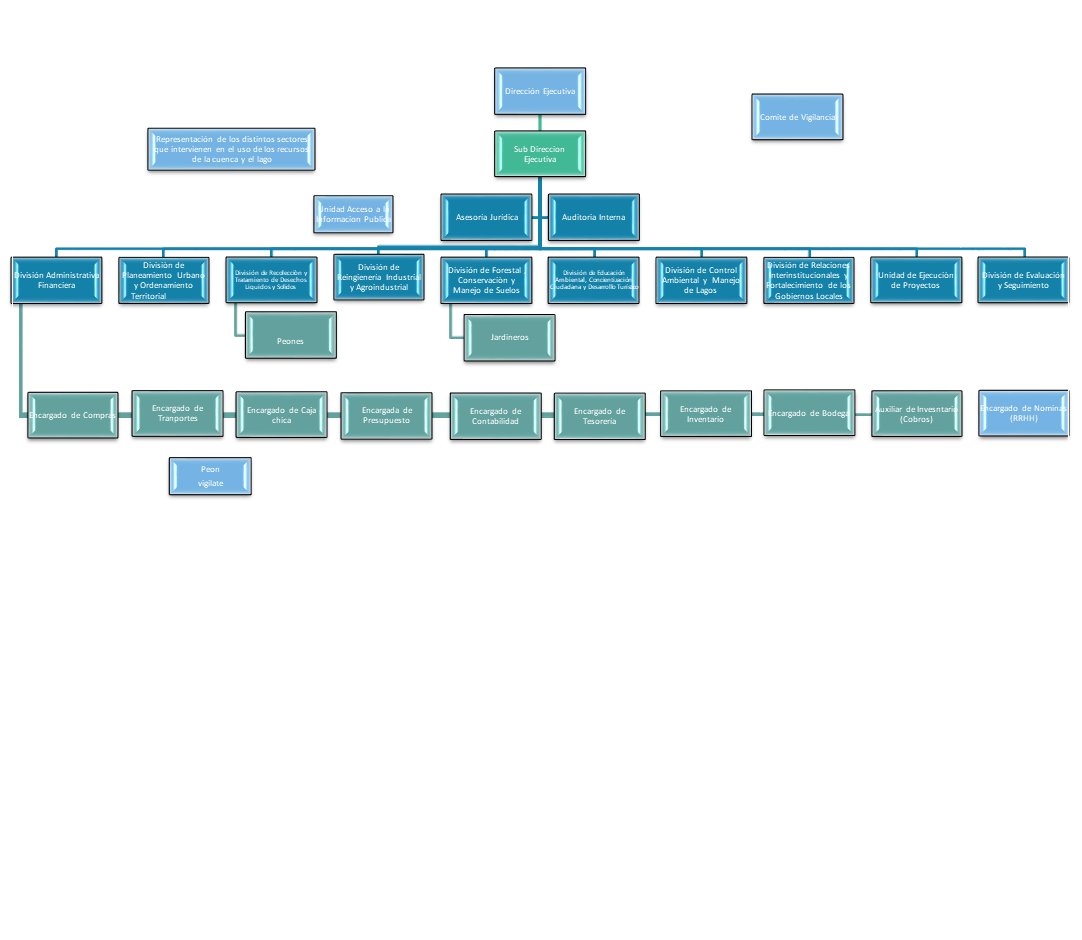 Dirección Ejecutiva
Comite de Vigilancia
Representación de los distintos sectores
que intervienen en el uso de los recursos
de la cuenca y el lago
Sub Direccion
Ejecutiva
Unidad Acceso a la
Informacion Publica
Asesoría Jurídica
Auditoria Interna
División Administrativa
Financiera
División de
Planeamiento Urbano
y Ordenamiento
Territorial
División de Recolección y
Tratamiento de Desechos
Liquidos y Solidos
División de
Reingienería Industrial
y Agroindustrial
División de Forestal
Conservación y
Manejo de Suelos
División de Educación
Ambiental, Concientización
Ciudadana y Desarrollo Turístico
División de Control
Ambiental y Manejo
de Lagos
División de Relaciones
Interinstitucionales y
Fortalecimiento de los
Gobiernos Locales
Unidad de Ejecución
de Proyectos
División de Evaluación
y Seguimiento
Peones
Jardineros
Encargado de Compras
Encargado de
Tranportes
Encargado de Caja
chica
Encargada de
Presupuesto
Encargado de
Contabilidad
Encargado de
Tesorería
Encargado de
Inventario
Encargado de Bodega
Auxiliar de Invesntario
(Cobros)
Encargado de Nominas
(RRHH)
Peon
vigilate